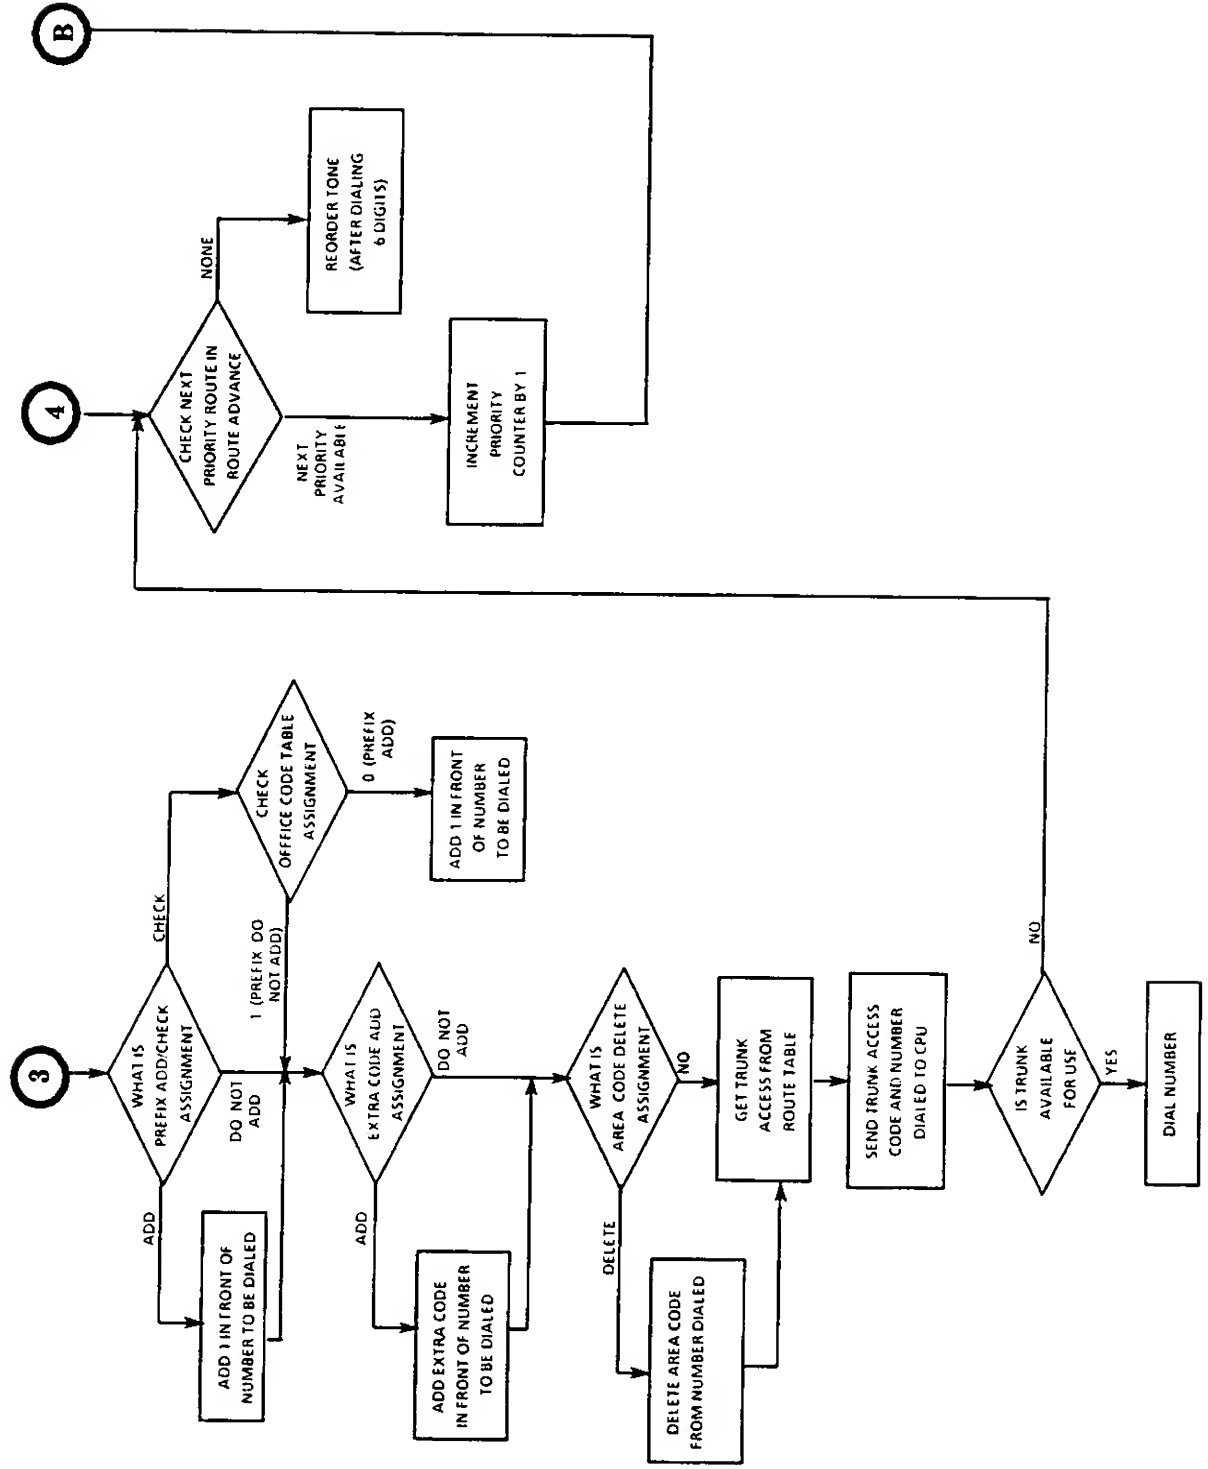 3
WHAT IS
PREFIX ADD/CHECK
ASSIGNMENT
ADD
ADD 1 IN FRONT OF
NUMBER TO BE DIALED
DO NOT
ADD
CHECK
CHECK
OFFFICE CODE TABLE
ASSIGNMENT
1 (PREFIX DO
NOT ADD)
0 (PREFIX
ADD)
ADD 1 IN FRONT
OF NUMBER
TO BE DIALED
WHAT IS
EXTRA CODE ADD
ASSIGNMENT
ADD
ADD EXTRA CODE
IN FRONT OF NUMBER
TO BE DIALED
DO NOT
ADD
WHAT IS
AREA CODE DELETE
ASSIGNMENT
DELETE
DELETE AREA CODE
FROM NUMBER DIALED
NO
GET TRUNK
ACCESS FROM
ROUTE TABLE
SEND TRUNK ACCESS
CODE AND NUMBER
DIALED TO CPU
IS TRUNK
AVAILABLE
FOR USE
NO
YES
DIAL NUMBER
4
CHECK NEXT
PRIORITY ROUTE IN
ROUTE ADVANCE
NONE
REORDER TONE
(AFTER DIALING
6 DIGITS)
NEXT
PRIORITY
AVAILABLE
INCREMENT
PRIORITY
COUNTER BY 1
B